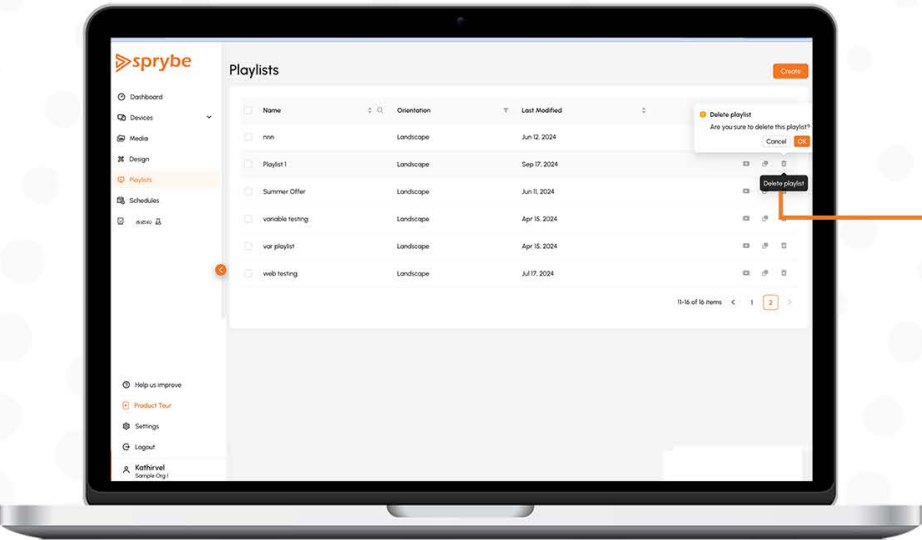 sprybe
Dashboard
Devices
Media
Design
Playlists
Schedules
Help us improve
Product Tour
Settings
Logout
Kathirvel
Sample Org 1
Playlists
Create
Name Orientation Last Modified
Delete playlist
Are you sure to delete this playlist?
Cancel OK
nnn Landscape Jun 12, 2024
Playlist 1 Landscape Sep 17, 2024
Delete playlist
Summer Offer Landscape Jun 11, 2024
variable testing Landscape Apr 15, 2024
var playlist Landscape Apr 15, 2024
web testing Landscape Jul 17, 2024
11-16 of 16 items < 1 2 >